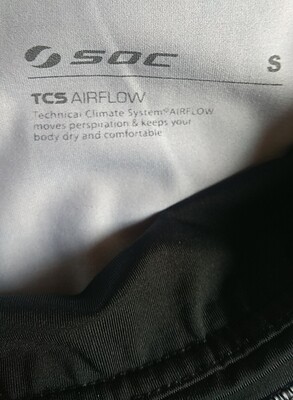 SOC S
TCS AIRFLOW
Technical Climate System® AIRFLOW
moves perspiration & keeps your
body dry and comfortable